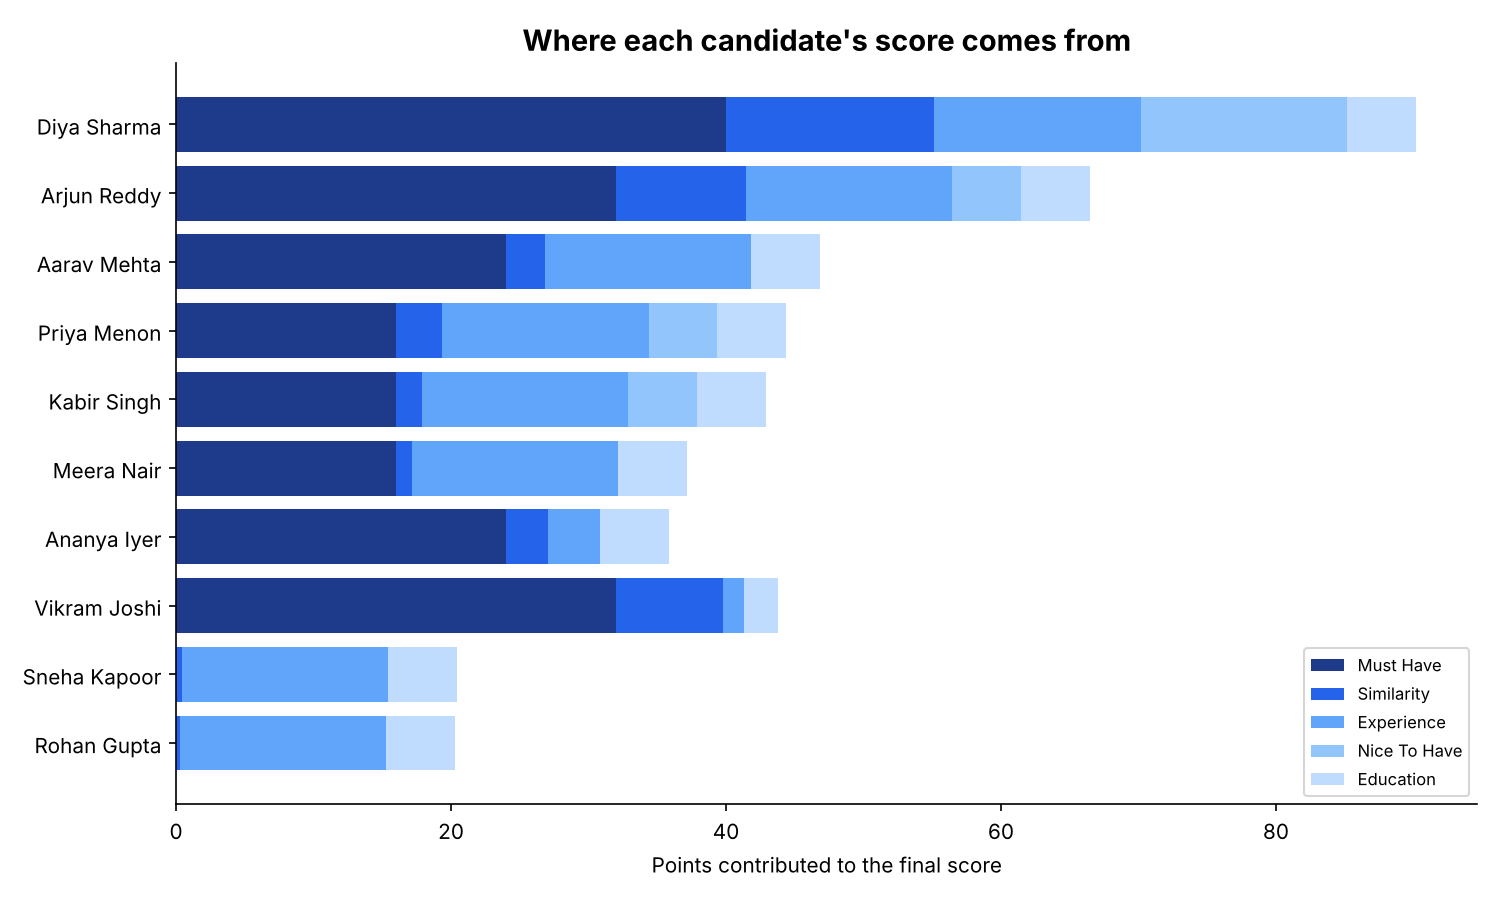 Where each candidate's score comes from
Diya Sharma
Arjun Reddy
Aarav Mehta
Priya Menon
Kabir Singh
Meera Nair
Ananya Iyer
Vikram Joshi
Sneha Kapoor
Rohan Gupta
Must Have
Similarity
Experience
Nice To Have
Education
0 20 40 60 80
Points contributed to the final score